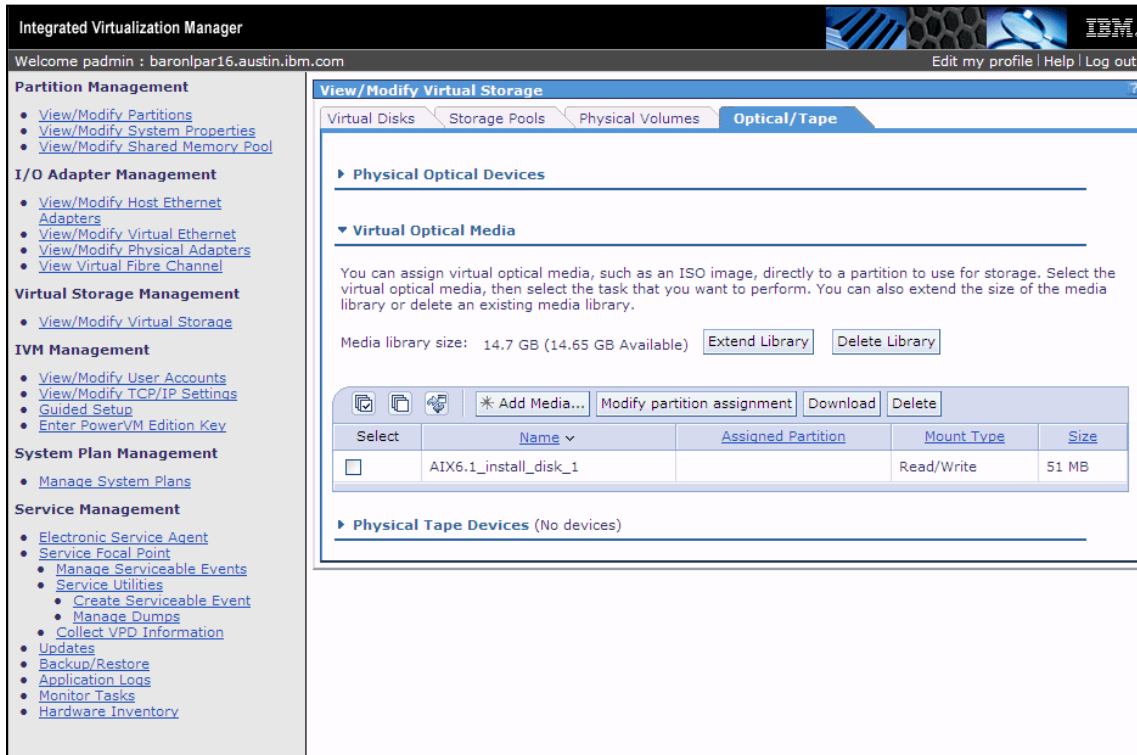 Integrated Virtualization Manager
IBM.
Welcome padmin : baronlpar16.austin.ibm.com
Edit my profile | Help | Log out
Partition Management
View/Modify Partitions
View/Modify System Properties
View/Modify Shared Memory Pool
I/O Adapter Management
View/Modify Host Ethernet
Adapters
View/Modify Virtual Ethernet
View/Modify Physical Adapters
View Virtual Fibre Channel
Virtual Storage Management
View/Modify Virtual Storage
IVM Management
View/Modify User Accounts
View/Modify TCP/IP Settings
Guided Setup
Enter PowerVM Edition Key
System Plan Management
Manage System Plans
Service Management
Electronic Service Agent
Service Focal Point
Manage Serviceable Events
Service Utilities
Create Serviceable Event
Manage Dumps
Collect VPD Information
Updates
Backup/Restore
Application Logs
Monitor Tasks
Hardware Inventory
View/Modify Virtual Storage
?
Virtual Disks Storage Pools Physical Volumes Optical/Tape
Physical Optical Devices
Virtual Optical Media
You can assign virtual optical media, such as an ISO image, directly to a partition to use for storage. Select the
virtual optical media, then select the task that you want to perform. You can also extend the size of the media
library or delete an existing media library.
Media library size: 14.7 GB (14.65 GB Available) Extend Library Delete Library
Add Media... Modify partition assignment Download Delete
Select Name Assigned Partition Mount Type Size
AIX6.1_install_disk_1 Read/Write 51 MB
Physical Tape Devices (No devices)